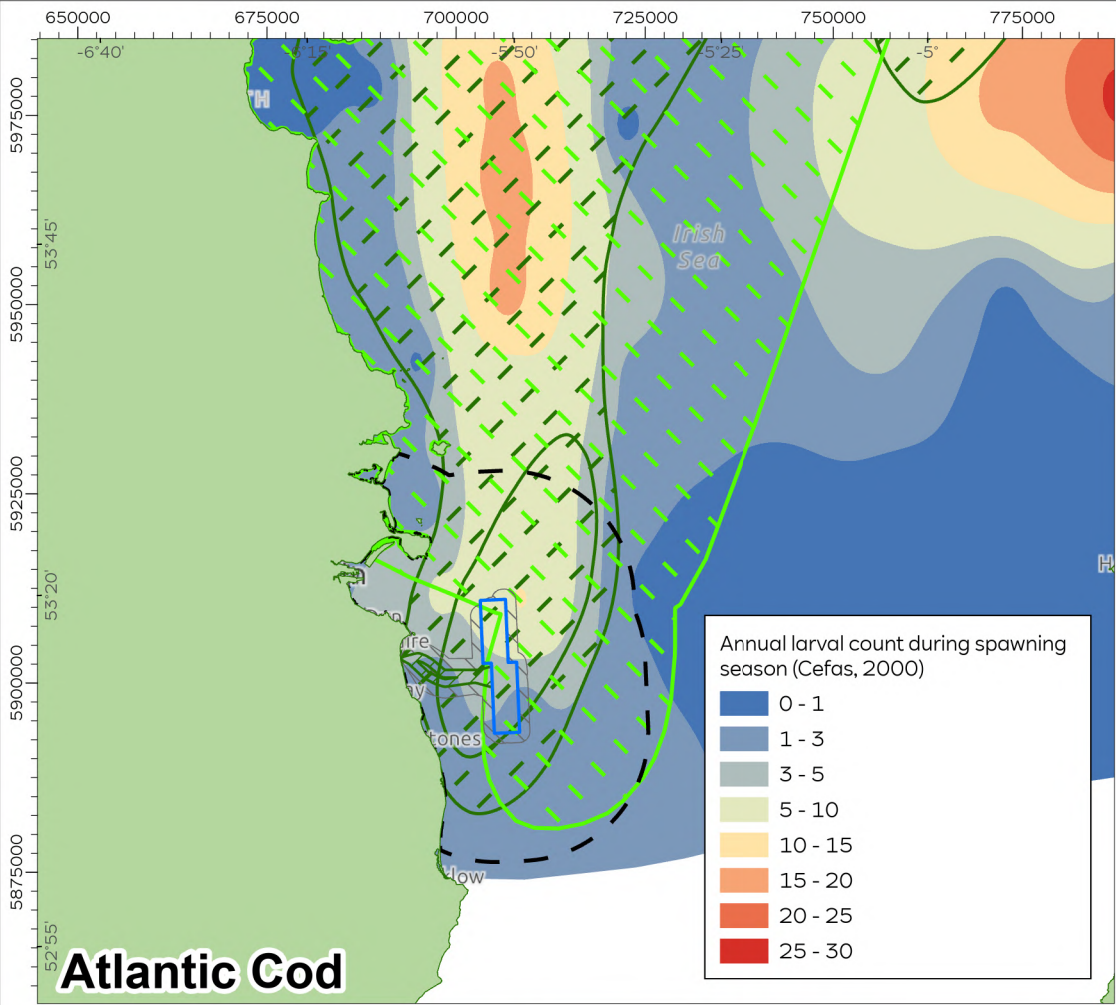 650000 675000 700000 725000 750000 775000
-6°40' -6°15' -5°50' -5°25' -5°
5975000
5950000
5925000
5900000
5875000
53°45'
53°20'
52°55'
Irish
Sea
tones
low
Annual larval count during spawning
season (Cefas, 2000)
0 - 1
1 - 3
3 - 5
5 - 10
10 - 15
15 - 20
20 - 25
25 - 30
Atlantic Cod